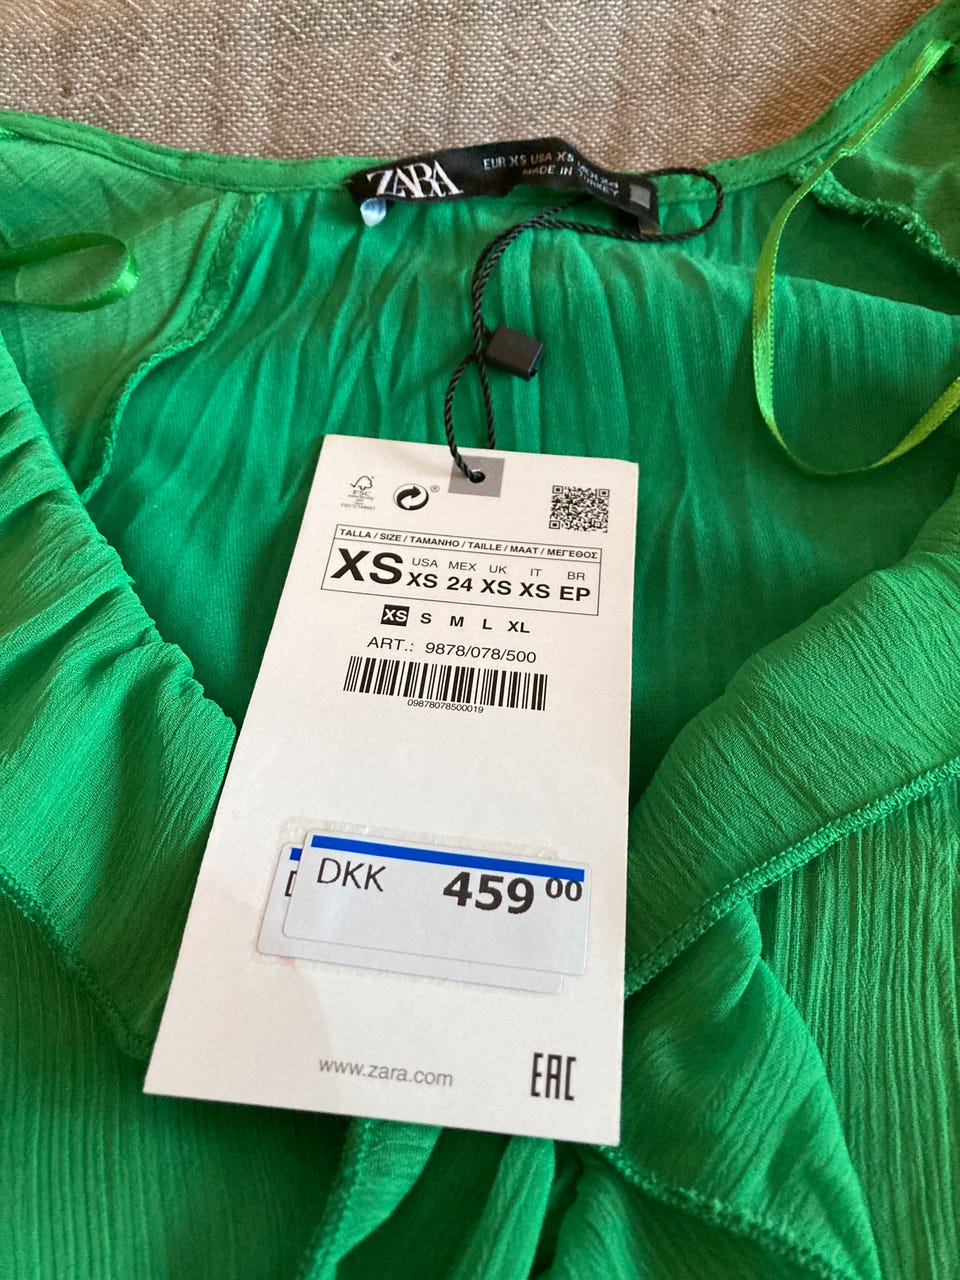 ZARA
EUR XS USA XS MEX 24
MADE IN TURKEY
FSC
®
TALLA / SIZE / TAMANHO / TAILLE / MAAT / ΜΕΓΕΘΟΣ
XS USA XS MEX 24 UK XS IT XS BR EP
XS S M L XL
ART.: 9878/078/500
09878078500019
DKK 459 00
www.zara.com
EAC